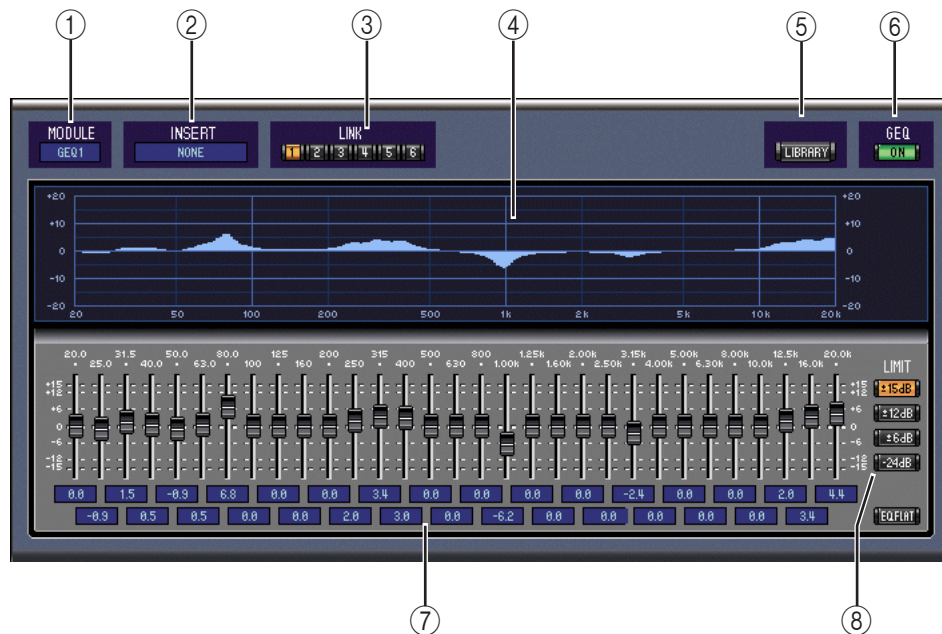 ① ② ③ ④ ⑤ ⑥
MODULE INSERT LINK GEQ
GEQ1 NONE 1 2 3 4 5 6 LIBRARY ON
+20 +20
+10 +10
0 0
-10 -10
-20 -20
20 50 100 200 500 1k 2k 5k 10k 20k
20.0 31.5 50.0 80.0 125 200 315 500 800 1.25k 2.00k 3.15k 5.00k 8.00k 12.5k 20.0k
25.0 40.0 63.0 100 160 250 400 630 1.00k 1.60k 2.50k 4.00k 6.30k 10.0k 16.0k
LIMIT
+15 +15 ±15dB
+12 +12
+6 +6 ±12dB
0 0
-6 -6 ±6dB
-12 -12
-15 -15 -24dB
0.0 1.5 -0.9 6.8 0.0 0.0 3.4 0.0 0.0 0.0 0.0 -2.4 0.0 0.0 2.0 4.4
-0.9 0.5 0.5 0.0 0.0 2.0 3.0 0.0 -6.2 0.0 0.0 0.0 0.0 0.0 3.4 EQ.FLAT
⑦ ⑧